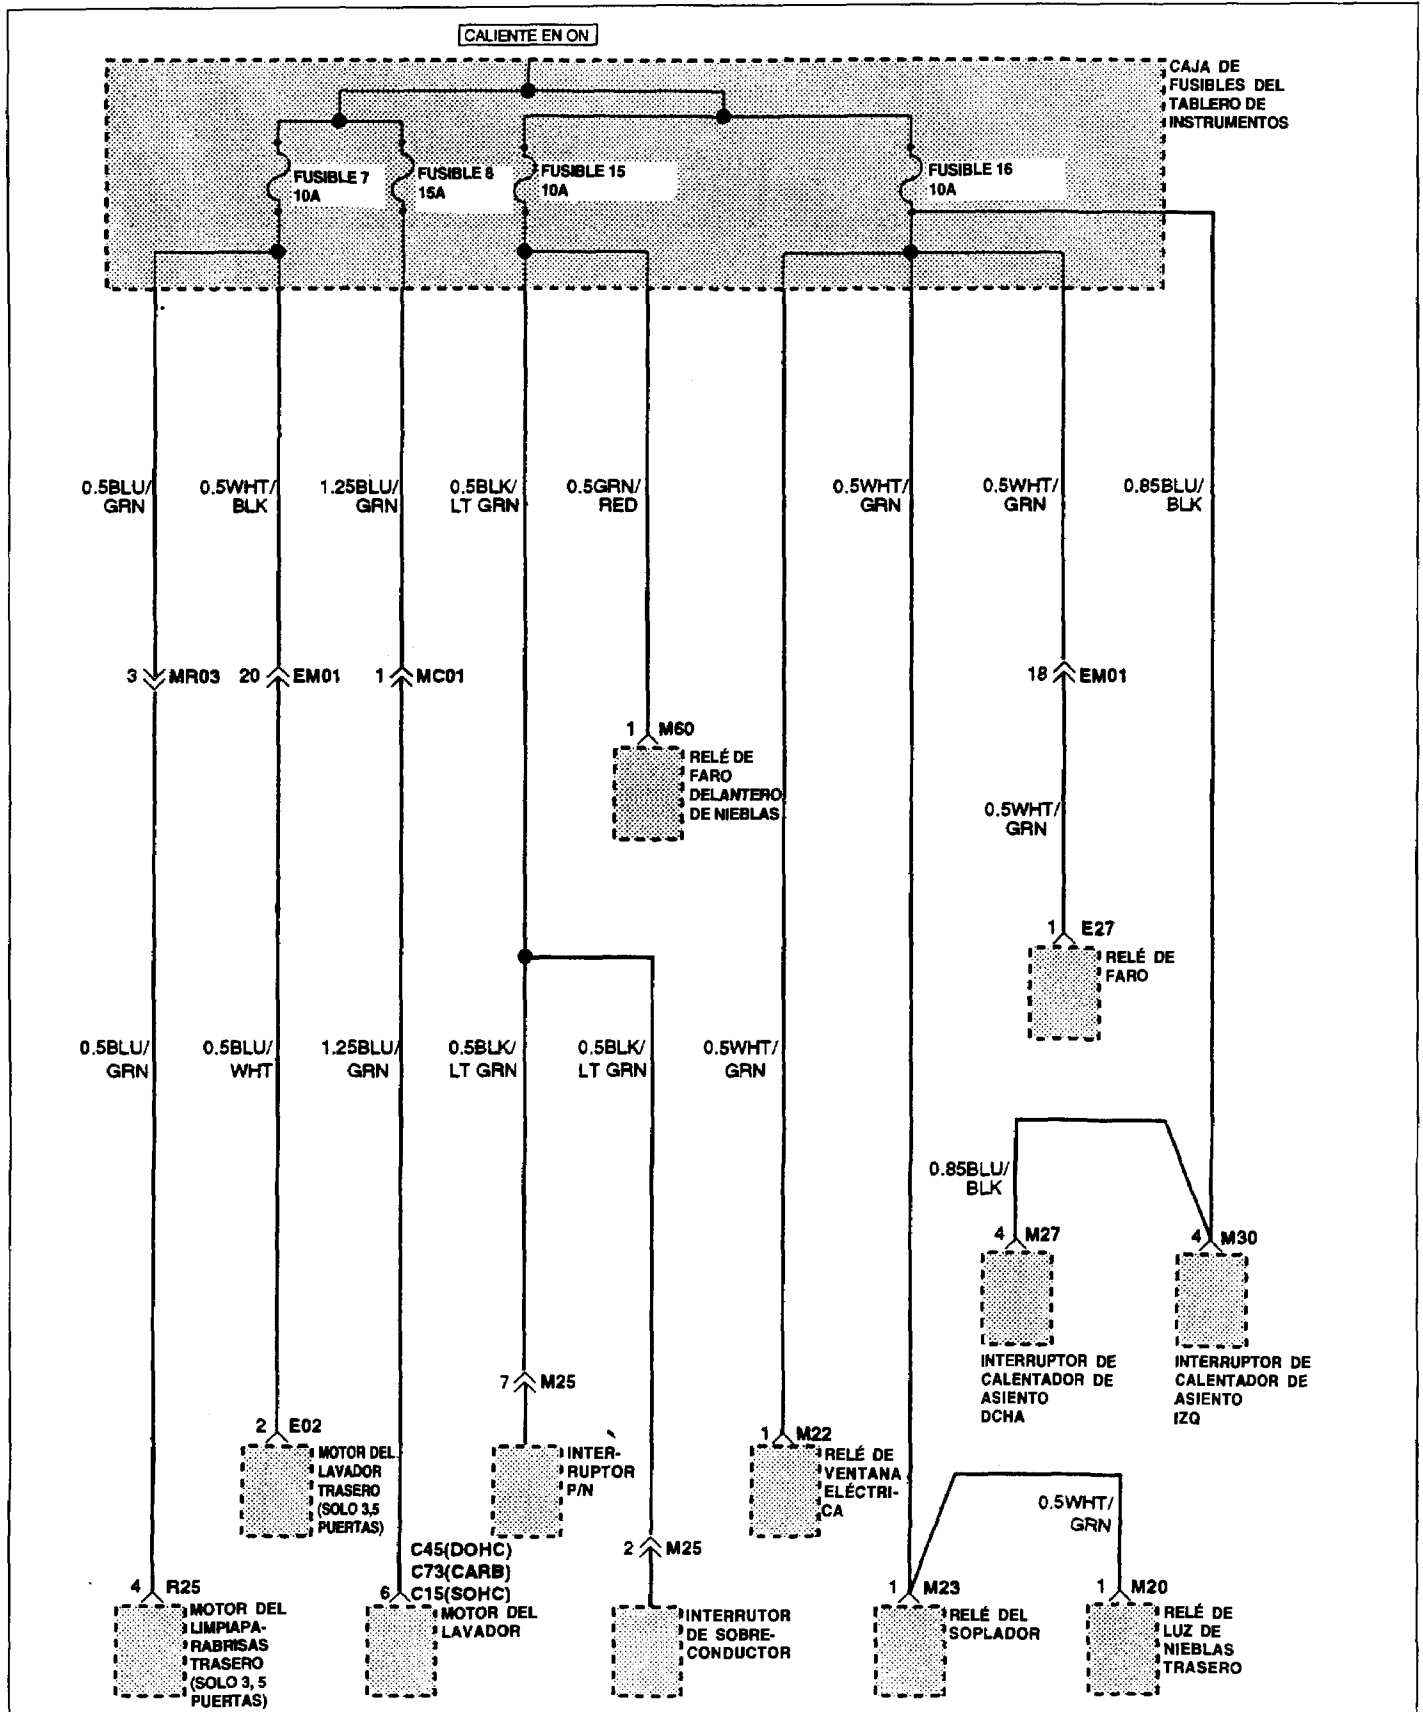 CALIENTE EN ON
CAJA DE
FUSIBLES DEL
TABLERO DE
INSTRUMENTOS
FUSIBLE 7
10A
FUSIBLE 8
15A
FUSIBLE 15
10A
FUSIBLE 16
10A
0.5BLU/
GRN
0.5WHT/
BLK
1.25BLU/
GRN
0.5BLK/
LT GRN
0.5GRN/
RED
0.5WHT/
GRN
0.5WHT/
GRN
0.85BLU/
BLK
3 MR03
20 EM01
1 MC01
18 EM01
1 M60
RELÉ DE
FARO
DELANTERO
DE NIEBLAS
0.5WHT/
GRN
1 E27
RELÉ DE
FARO
0.5BLU/
GRN
0.5BLU/
WHT
1.25BLU/
GRN
0.5BLK/
LT GRN
0.5BLK/
LT GRN
0.5WHT/
GRN
0.85BLU/
BLK
4 M27
INTERRUPTOR DE
CALENTADOR DE
ASIENTO
DCHA
4 M30
INTERRUPTOR DE
CALENTADOR DE
ASIENTO
IZQ
7 M25
INTER-
RUPTOR
P/N
2 E02
MOTOR DEL
LAVADOR
TRASERO
(SOLO 3,5
PUERTAS)
1 M22
RELÉ DE
VENTANA
ELÉCTRI-
CA
0.5WHT/
GRN
2 M25
INTERRUTOR
DE SOBRE-
CONDUCTOR
4 R25
MOTOR DEL
LIMPIAPA-
RABRISAS
TRASERO
(SOLO 3, 5
PUERTAS)
C45(DOHC)
C73(CARB)
6 C15(SOHC)
MOTOR DEL
LAVADOR
1 M23
RELÉ DEL
SOPLADOR
1 M20
RELÉ DE
LUZ DE
NIEBLAS
TRASERO